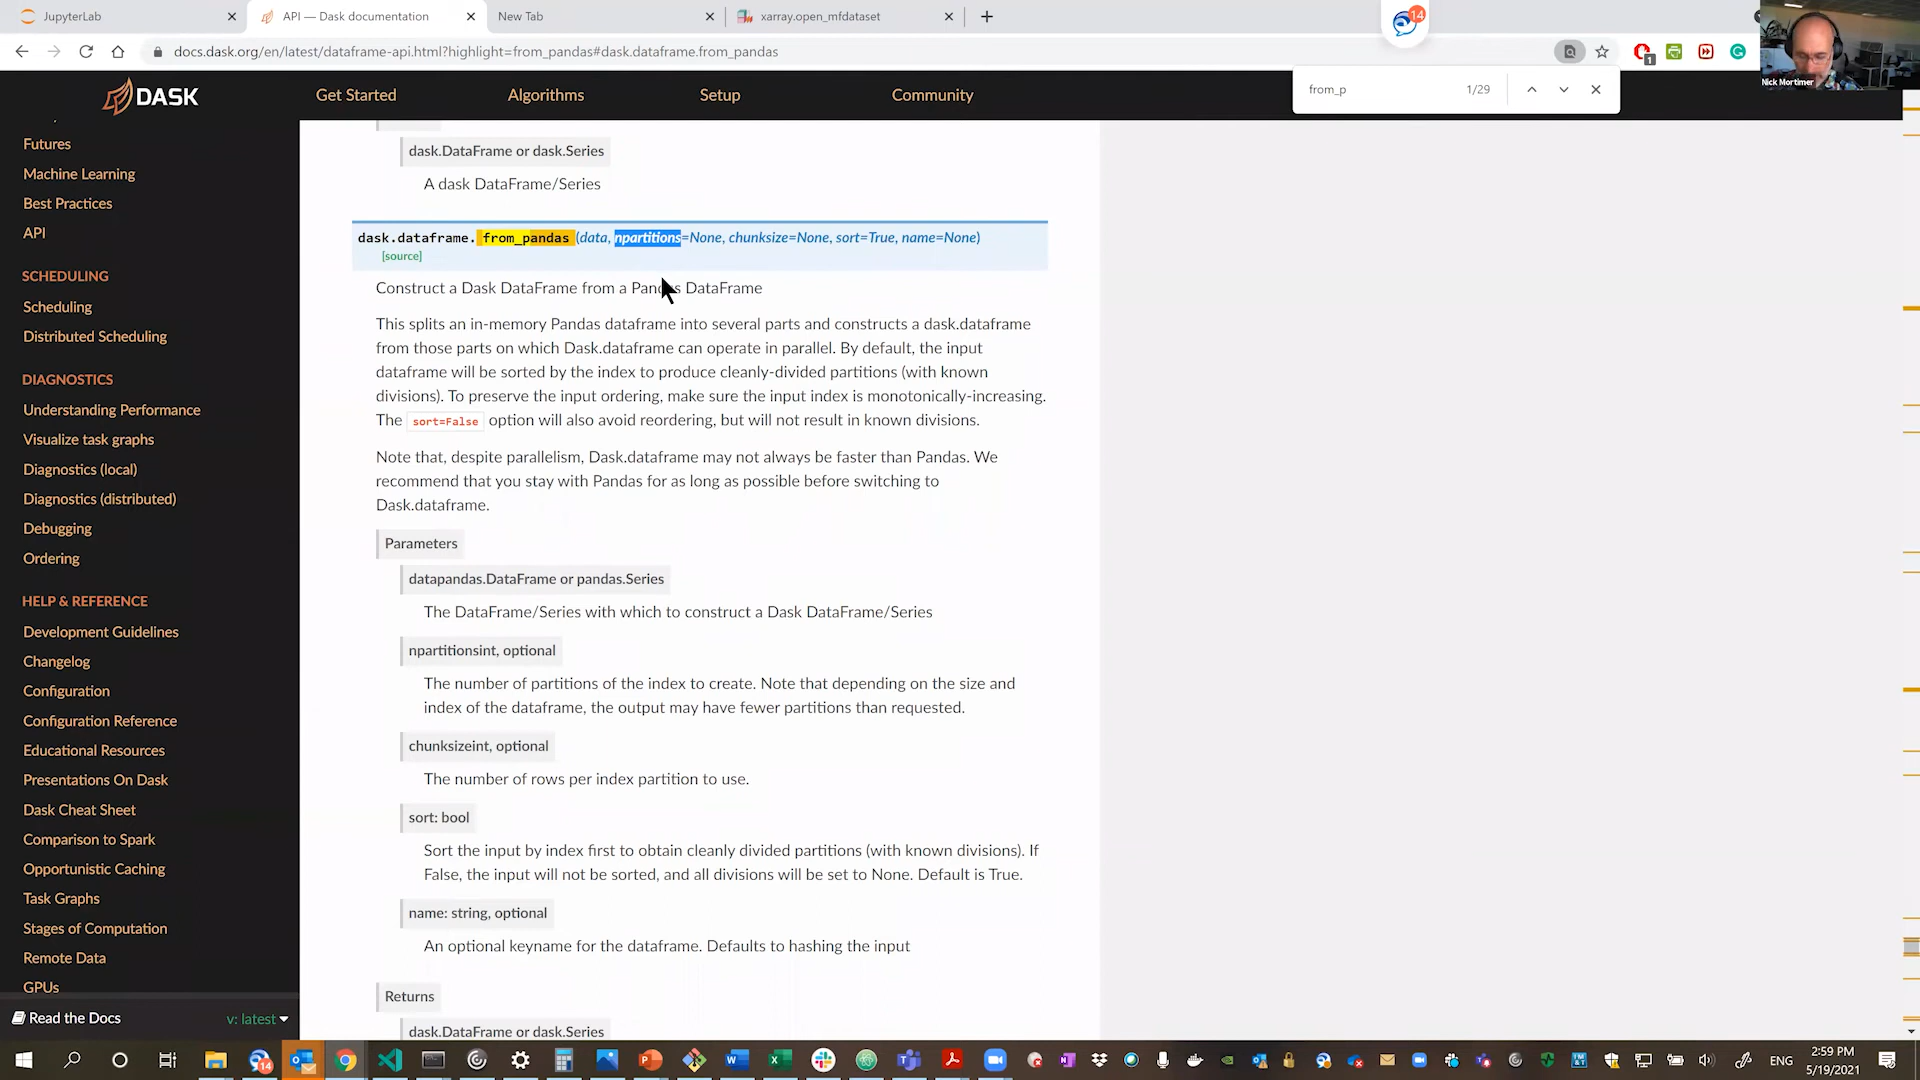 JupyterLab
API — Dask documentation
New Tab
xarray.open_mfdataset
14
docs.dask.org/en/latest/dataframe-api.html?highlight=from_pandas#dask.dataframe.from_pandas
1
Nick Mortimer
DASK
Get Started
Algorithms
Setup
Community
from_p
1/29
Futures
Machine Learning
Best Practices
API
SCHEDULING
Scheduling
Distributed Scheduling
DIAGNOSTICS
Understanding Performance
Visualize task graphs
Diagnostics (local)
Diagnostics (distributed)
Debugging
Ordering
HELP & REFERENCE
Development Guidelines
Changelog
Configuration
Configuration Reference
Educational Resources
Presentations On Dask
Dask Cheat Sheet
Comparison to Spark
Opportunistic Caching
Task Graphs
Stages of Computation
Remote Data
GPUs
Read the Docs
v: latest
dask.DataFrame or dask.Series
A dask DataFrame/Series
dask.dataframe.from_pandas(data, npartitions=None, chunksize=None, sort=True, name=None)
[source]
Construct a Dask DataFrame from a Pandas DataFrame
This splits an in-memory Pandas dataframe into several parts and constructs a dask.dataframe
from those parts on which Dask.dataframe can operate in parallel. By default, the input
dataframe will be sorted by the index to produce cleanly-divided partitions (with known
divisions). To preserve the input ordering, make sure the input index is monotonically-increasing.
The sort=False option will also avoid reordering, but will not result in known divisions.
Note that, despite parallelism, Dask.dataframe may not always be faster than Pandas. We
recommend that you stay with Pandas for as long as possible before switching to
Dask.dataframe.
Parameters
datapandas.DataFrame or pandas.Series
The DataFrame/Series with which to construct a Dask DataFrame/Series
npartitionsint, optional
The number of partitions of the index to create. Note that depending on the size and
index of the dataframe, the output may have fewer partitions than requested.
chunksizeint, optional
The number of rows per index partition to use.
sort: bool
Sort the input by index first to obtain cleanly divided partitions (with known divisions). If
False, the input will not be sorted, and all divisions will be set to None. Default is True.
name: string, optional
An optional keyname for the dataframe. Defaults to hashing the input
Returns
dask.DataFrame or dask.Series
14
ENG
2:59 PM
5/19/2021